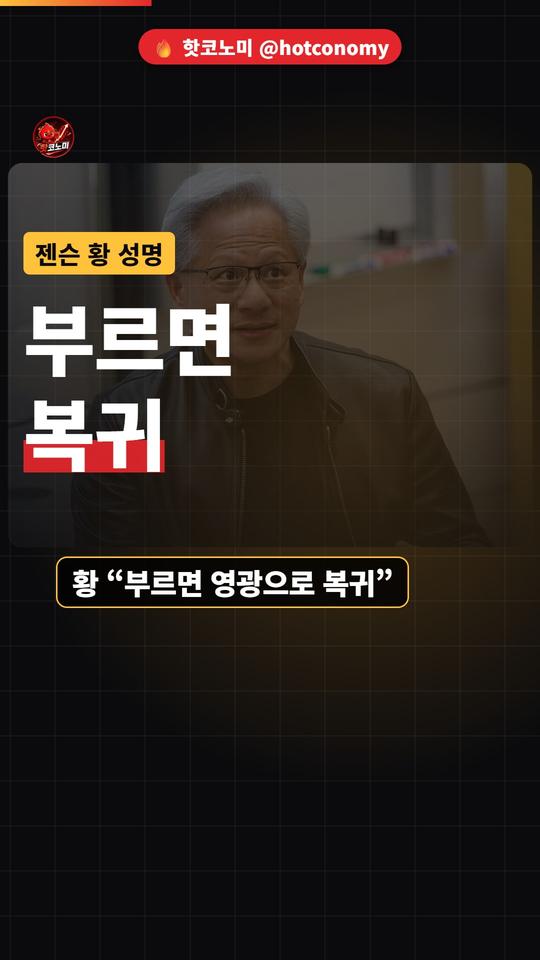 핫코노미 @hotconomy
핫코노미
젠슨 황 성명
부르면
복귀
황 “부르면 영광으로 복귀”